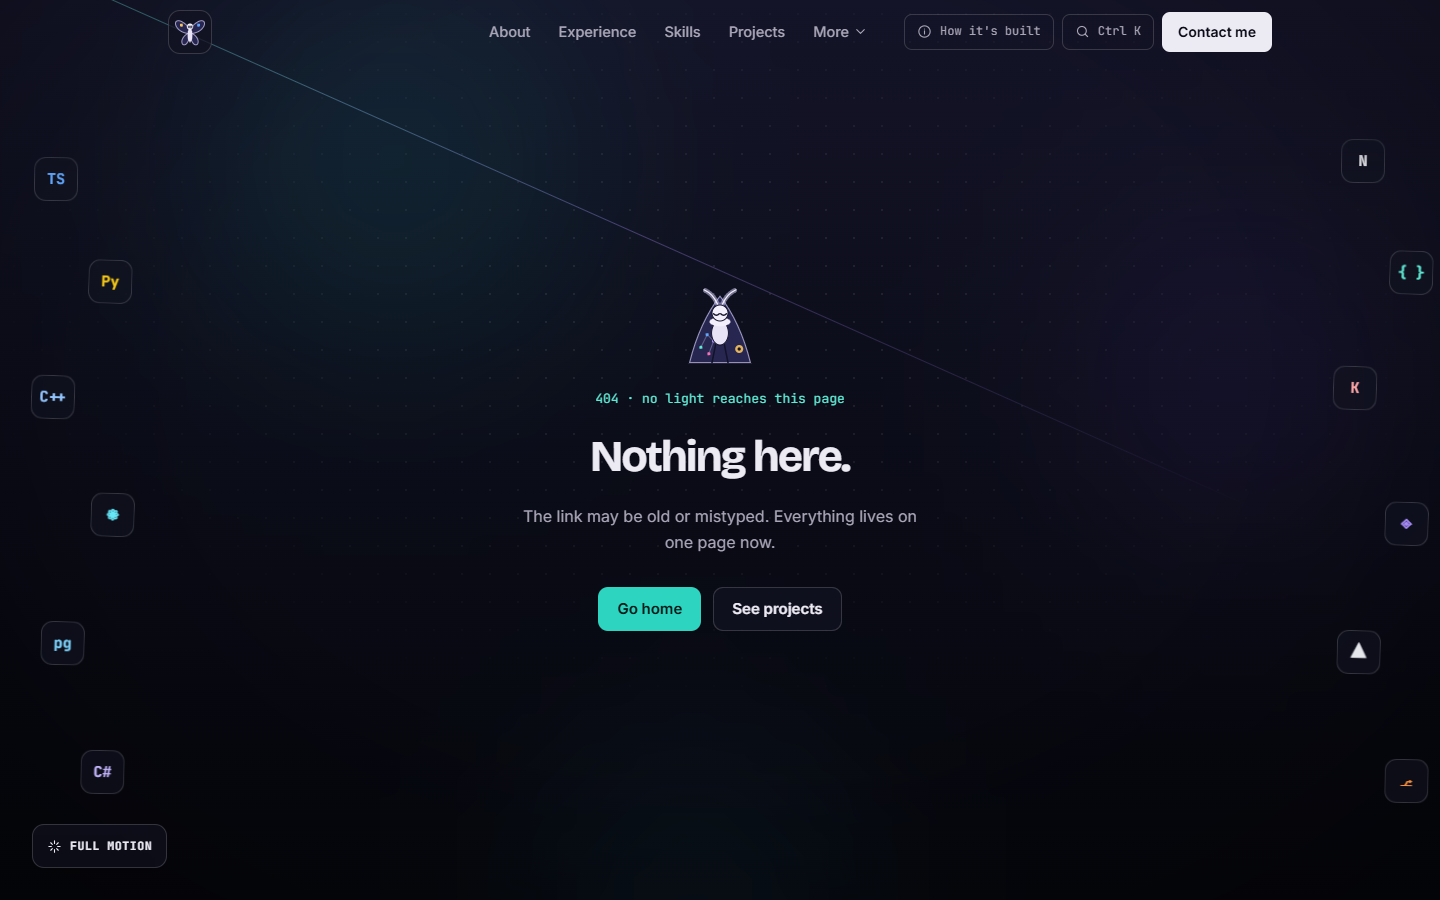 About Experience Skills Projects More How it's built Ctrl K Contact me
TS
N
Py
{ }
C++
K
404 · no light reaches this page
Nothing here.
The link may be old or mistyped. Everything lives on
one page now.
Go home See projects
pg
C#
FULL MOTION